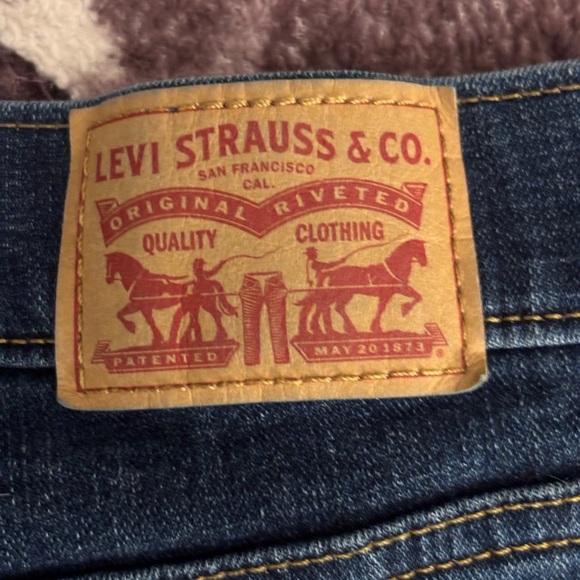 LEVI STRAUSS & CO.
SAN FRANCISCO
CAL.
ORIGINAL RIVETED
QUALITY CLOTHING
PATENTED MAY 20 1873 ®